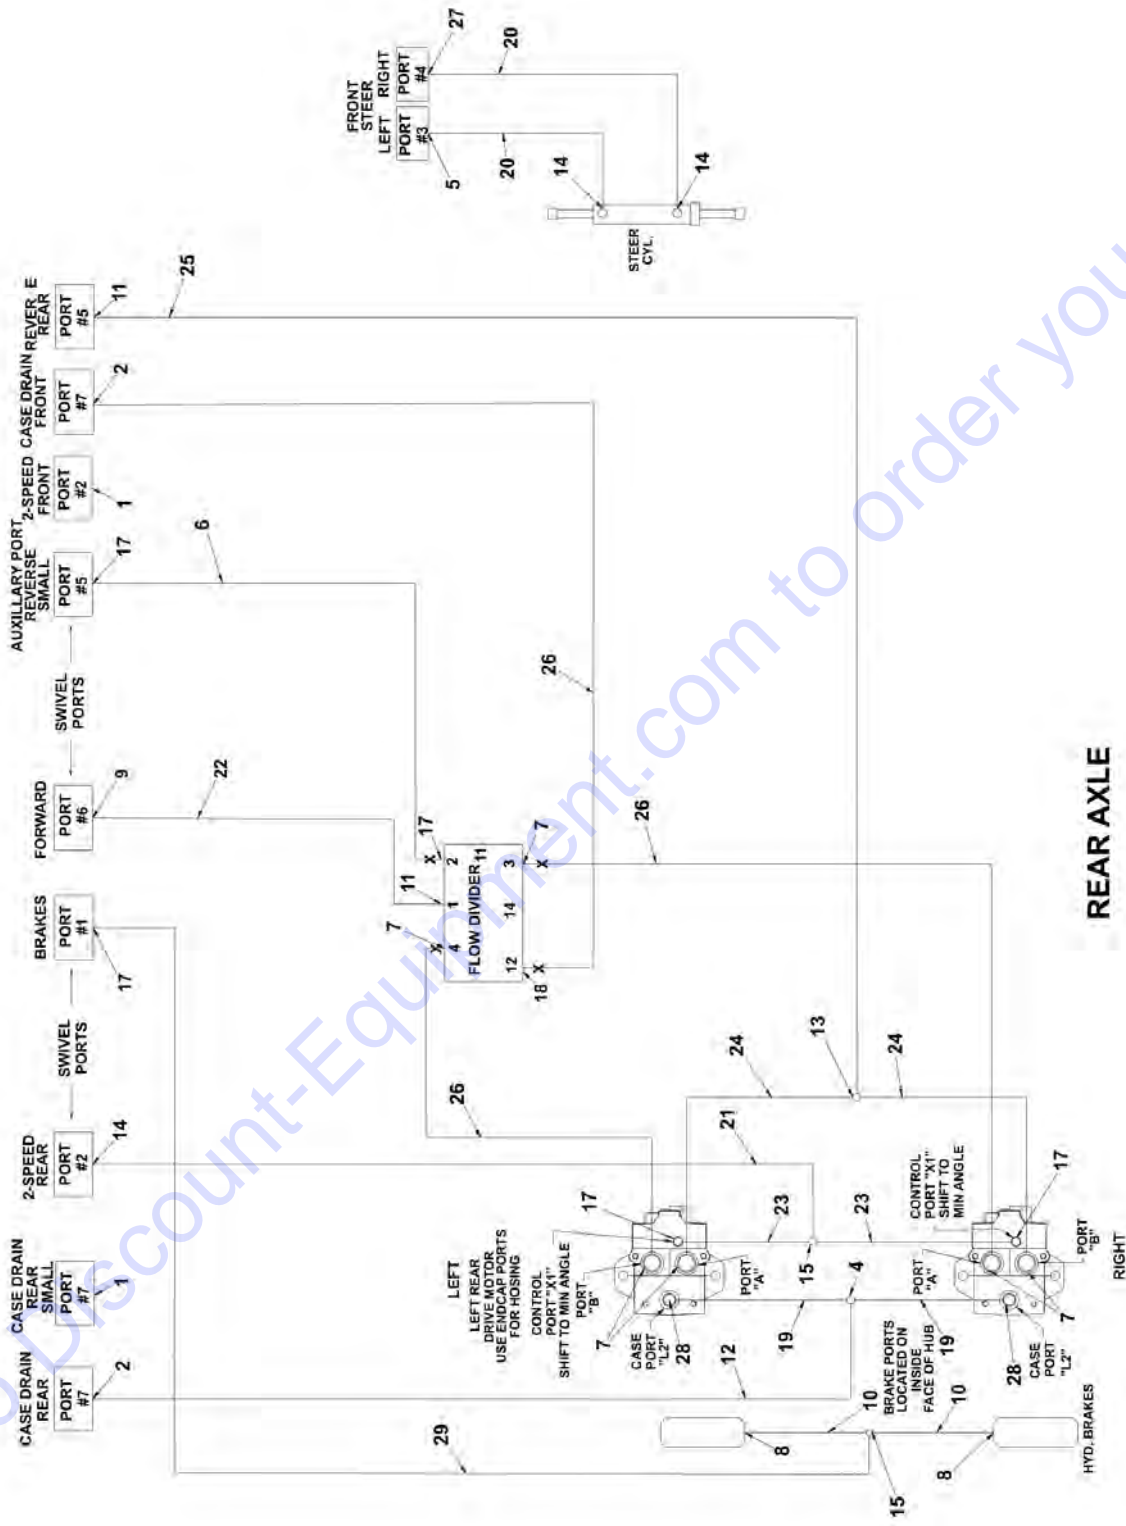 CASE DRAIN
REAR
PORT
#7
2
CASE DRAIN
REAR
SMALL
PORT
#7
1
2-SPEED
REAR
PORT
#2
14
SWIVEL
PORTS
BRAKES
PORT
#1
17
FORWARD
PORT
#6
9
22
SWIVEL
PORTS
AUXILLARY PORT
REVERSE
SMALL
PORT
#5
17
6
2-SPEED
FRONT
PORT
#2
1
CASE DRAIN
FRONT
PORT
#7
2
REVER E
REAR
PORT
#5
11
25
FRONT
STEER
LEFT RIGHT
PORT
#3
PORT
#4
5
27
20
20
14
14
STEER
CYL.
29
12
26
21
24
24
13
7
11
17
X
X
4
1
2
FLOW DIVIDER
11
12
14
3
18
X
X
7
26
26
LEFT
LEFT REAR
DRIVE MOTOR
USE ENDCAP PORTS
FOR HOSING
CONTROL
PORT "X1"
SHIFT TO MIN ANGLE
PORT
"B"
17
7
CASE
PORT
"L2"
28
PORT
"A"
23
15
23
19
4
19
PORT
"A"
CONTROL
PORT "X1"
SHIFT TO
MIN ANGLE
17
PORT
"B"
RIGHT
7
28
CASE
PORT
"L2"
BRAKE PORTS
LOCATED ON
INSIDE
FACE OF HUB
10
10
8
8
15
HYD. BRAKES
REAR AXLE
Discount-Equipment.com to order you